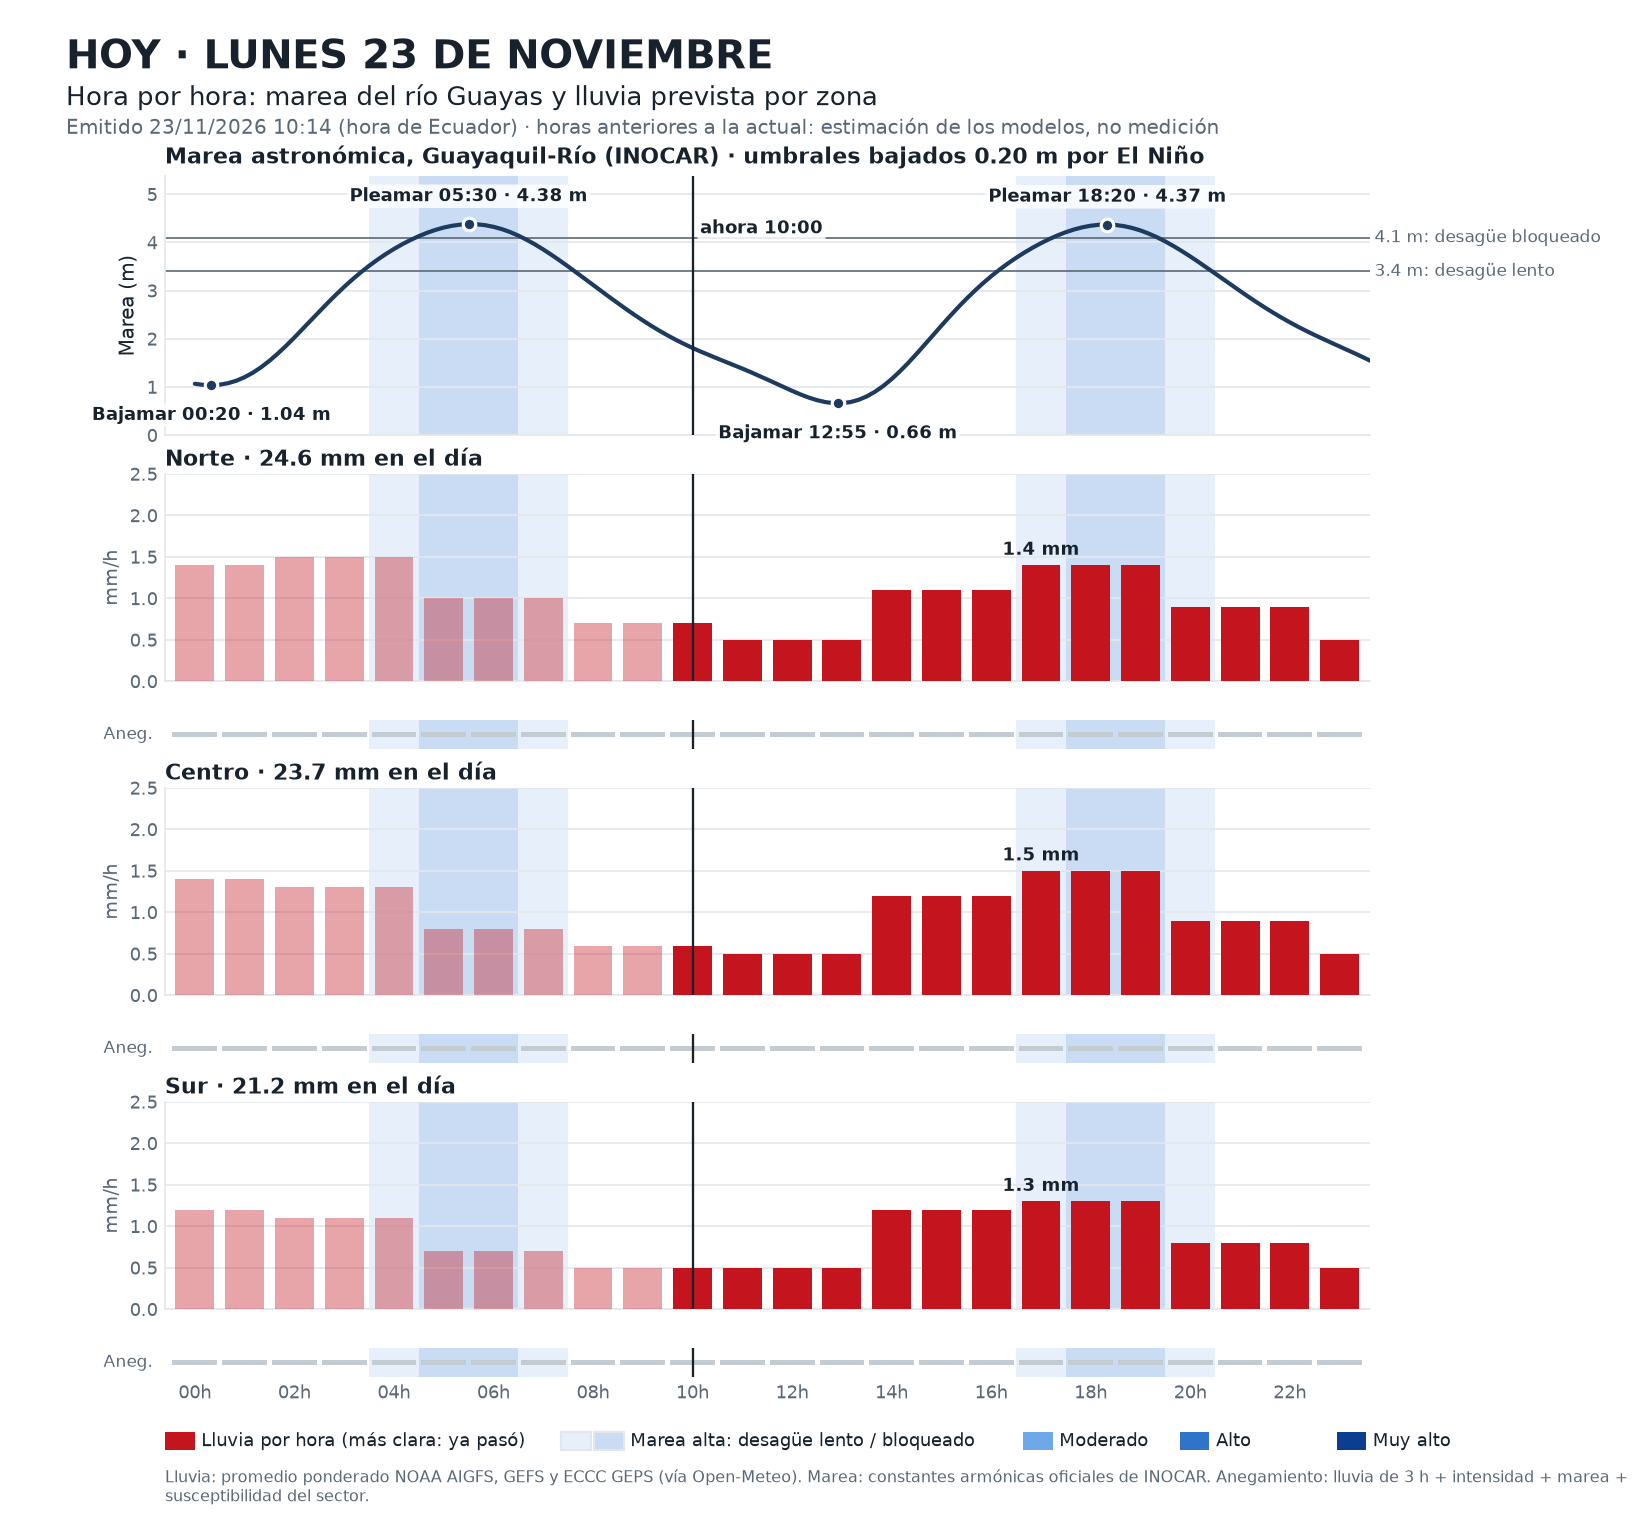 HOY · LUNES 23 DE NOVIEMBRE
Hora por hora: marea del río Guayas y lluvia prevista por zona
Emitido 23/11/2026 10:14 (hora de Ecuador) · horas anteriores a la actual: estimación de los modelos, no medición
Marea astronómica, Guayaquil-Río (INOCAR) · umbrales bajados 0.20 m por El Niño
Marea (m)
5
4
3
2
1
0
Pleamar 05:30 · 4.38 m
Pleamar 18:20 · 4.37 m
ahora 10:00
4.1 m: desagüe bloqueado
3.4 m: desagüe lento
Bajamar 00:20 · 1.04 m
Bajamar 12:55 · 0.66 m
Norte · 24.6 mm en el día
mm/h
2.5
2.0
1.5
1.0
0.5
0.0
1.4 mm
Aneg.
Centro · 23.7 mm en el día
mm/h
2.5
2.0
1.5
1.0
0.5
0.0
1.5 mm
Aneg.
Sur · 21.2 mm en el día
mm/h
2.5
2.0
1.5
1.0
0.5
0.0
1.3 mm
Aneg.
00h 02h 04h 06h 08h 10h 12h 14h 16h 18h 20h 22h
Lluvia por hora (más clara: ya pasó) Marea alta: desagüe lento / bloqueado Moderado Alto Muy alto
Lluvia: promedio ponderado NOAA AIGFS, GEFS y ECCC GEPS (vía Open-Meteo). Marea: constantes armónicas oficiales de INOCAR. Anegamiento: lluvia de 3 h + intensidad + marea +
susceptibilidad del sector.